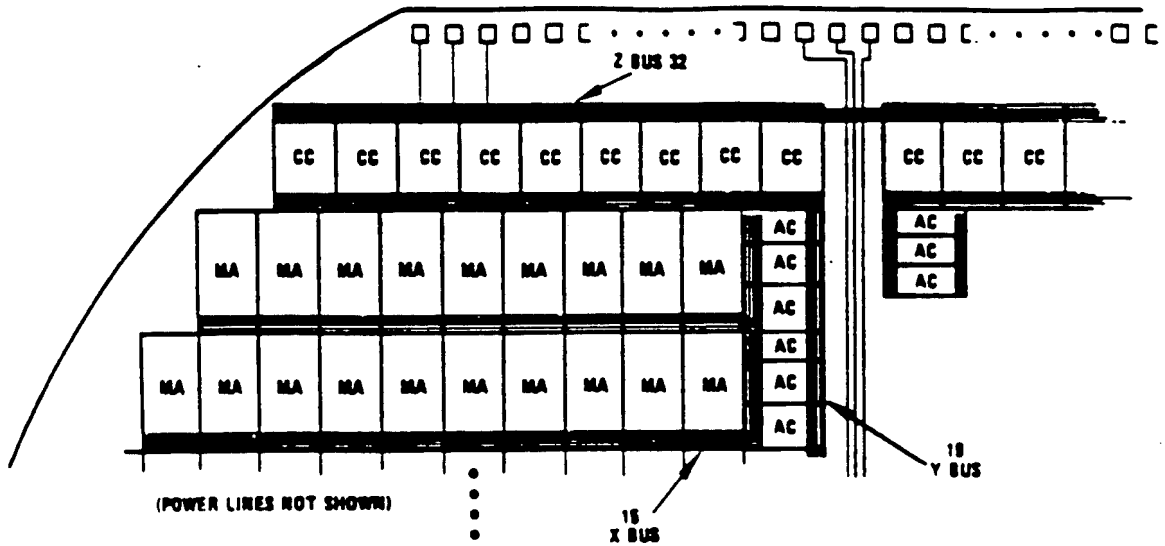 Z BUS 32
CC CC CC CC CC CC CC CC CC CC CC CC
AC AC
MA MA MA MA MA MA MA MA MA AC AC
AC AC
AC
MA MA MA MA MA MA MA MA MA MA AC
AC
19
Y BUS
(POWER LINES NOT SHOWN)
15
X BUS